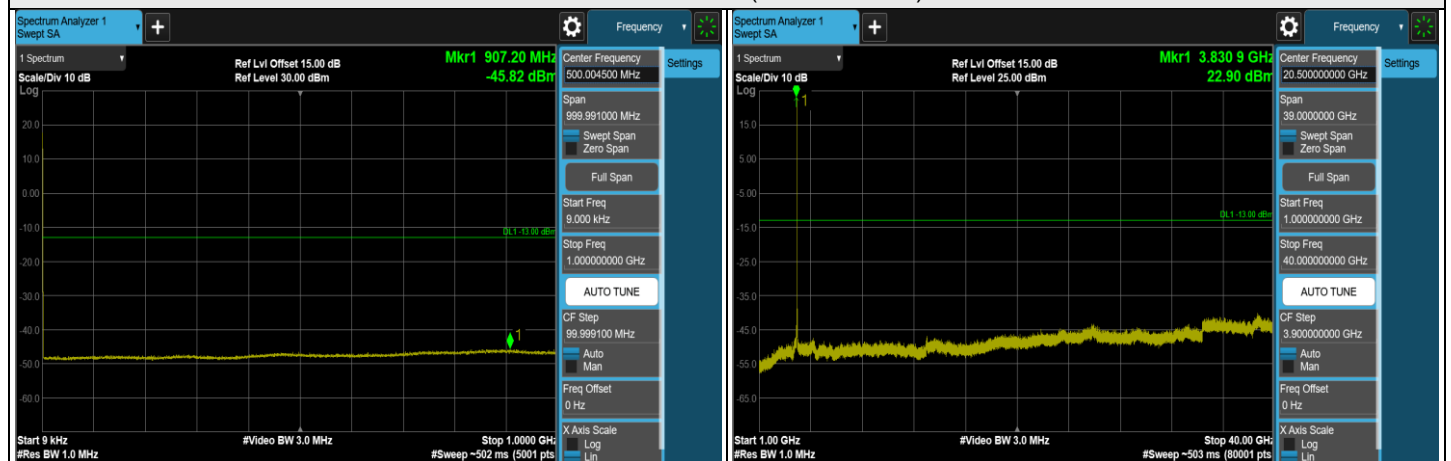 Spectrum Analyzer 1
Swept SA
+
Frequency
1 Spectrum
Scale/Div 10 dB
Log
Ref Lvl Offset 15.00 dB
Ref Level 30.00 dBm
Mkr1 907.20 MHz
-45.82 dBm
1
20.0
10.0
0.00
-10.0
-20.0
-30.0
-40.0
-50.0
-60.0
DL1 -13.00 dBm
Start 9 kHz
#Res BW 1.0 MHz
#Video BW 3.0 MHz
Stop 1.0000 GHz
#Sweep ~502 ms (5001 pts)
Center Frequency
500.004500 MHz
Settings
Span
999.991000 MHz
Swept Span
Zero Span
Full Span
Start Freq
9.000 kHz
Stop Freq
1.000000000 GHz
AUTO TUNE
CF Step
99.999100 MHz
Auto
Man
Freq Offset
0 Hz
X Axis Scale
Log
Lin
Spectrum Analyzer 1
Swept SA
+
Frequency
1 Spectrum
Scale/Div 10 dB
Log
Ref Lvl Offset 15.00 dB
Ref Level 25.00 dBm
Mkr1 3.830 9 GHz
22.90 dBm
1
15.0
5.00
-5.00
-15.0
-25.0
-35.0
-45.0
-55.0
-65.0
DL1 -13.00 dBm
Start 1.00 GHz
#Res BW 1.0 MHz
#Video BW 3.0 MHz
Stop 40.00 GHz
#Sweep ~503 ms (80001 pts)
Center Frequency
20.500000000 GHz
Settings
Span
39.0000000 GHz
Swept Span
Zero Span
Full Span
Start Freq
1.000000000 GHz
Stop Freq
40.000000000 GHz
AUTO TUNE
CF Step
3.900000000 GHz
Auto
Man
Freq Offset
0 Hz
X Axis Scale
Log
Lin